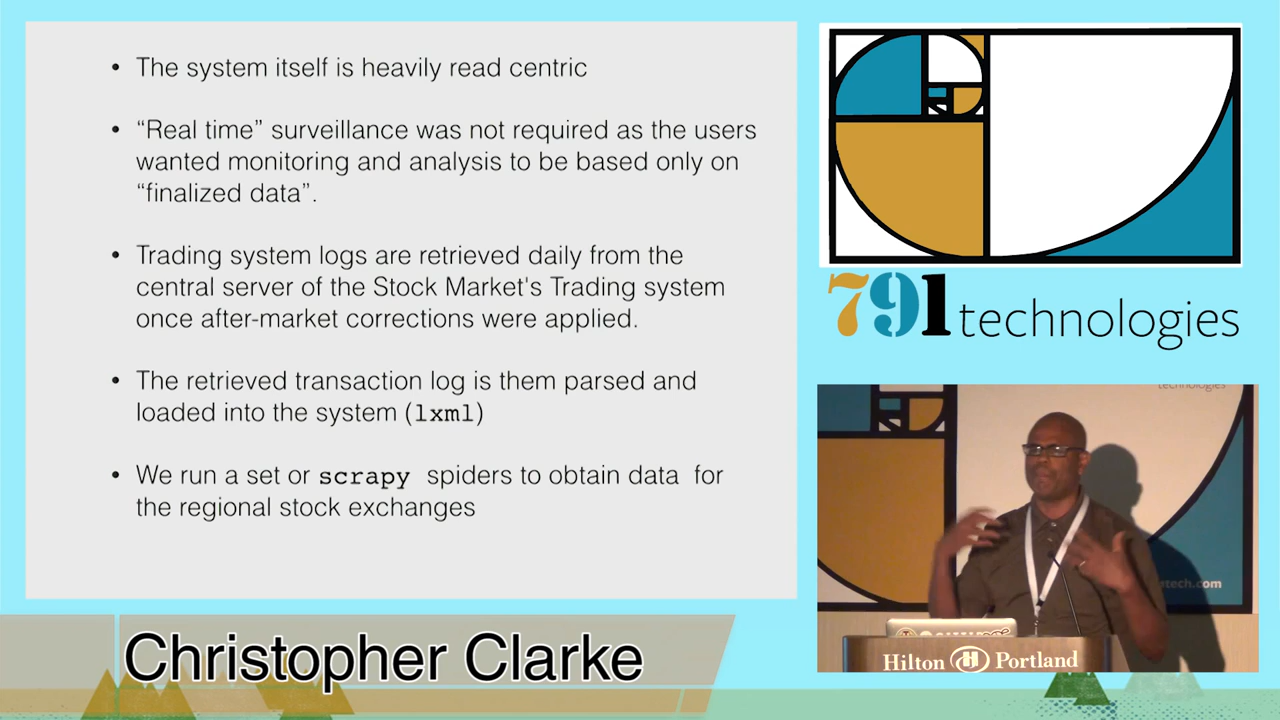 • The system itself is heavily read centric
• “Real time” surveillance was not required as the users
wanted monitoring and analysis to be based only on
“finalized data”.
• Trading system logs are retrieved daily from the
central server of the Stock Market's Trading system
once after-market corrections were applied.
• The retrieved transaction log is them parsed and
loaded into the system (lxml)
• We run a set or scrapy spiders to obtain data for
the regional stock exchanges
791 technologies
technologies
tech.com
Hilton H Portland
Christopher Clarke